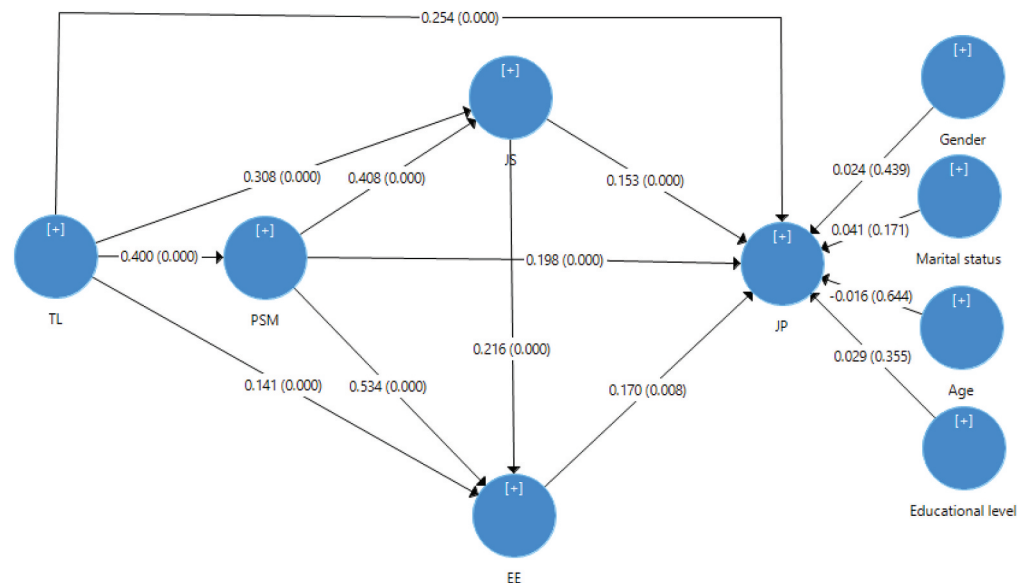 0.254 (0.000)
[+]
[+]
JS
Gender
0.308 (0.000)
0.408 (0.000)
0.153 (0.000)
0.024 (0.439)
[+]
[+]
[+]
[+]
0.041 (0.171)
0.400 (0.000)
0.198 (0.000)
Marital status
TL
PSM
JP
-0.016 (0.644)
[+]
0.216 (0.000)
0.029 (0.355)
0.141 (0.000)
0.534 (0.000)
0.170 (0.008)
Age
[+]
[+]
Educational level
EE